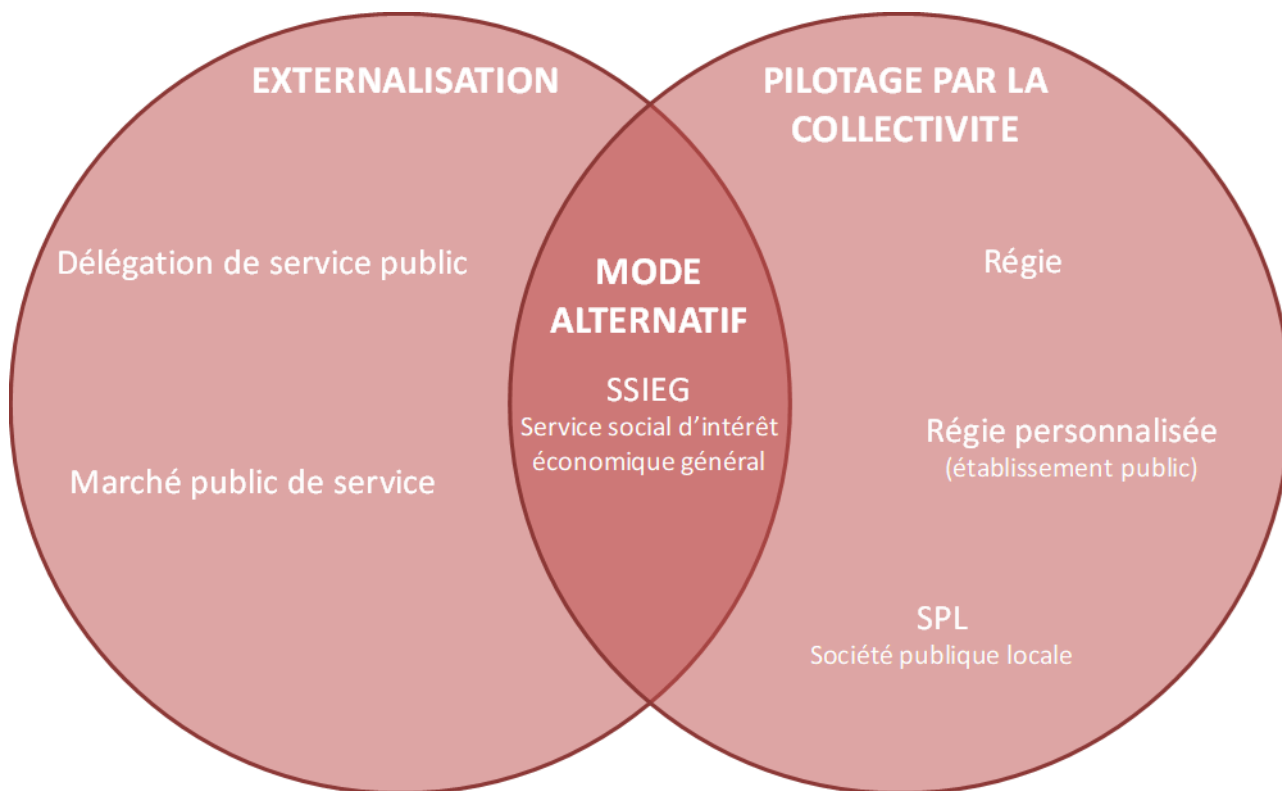 EXTERNALISATION
Délégation de service public
Marché public de service
MODE
ALTERNATIF
SSIEG
Service social d’intérêt
économique général
PILOTAGE PAR LA
COLLECTIVITE
Régie
Régie personnalisée
(établissement public)
SPL
Société publique locale